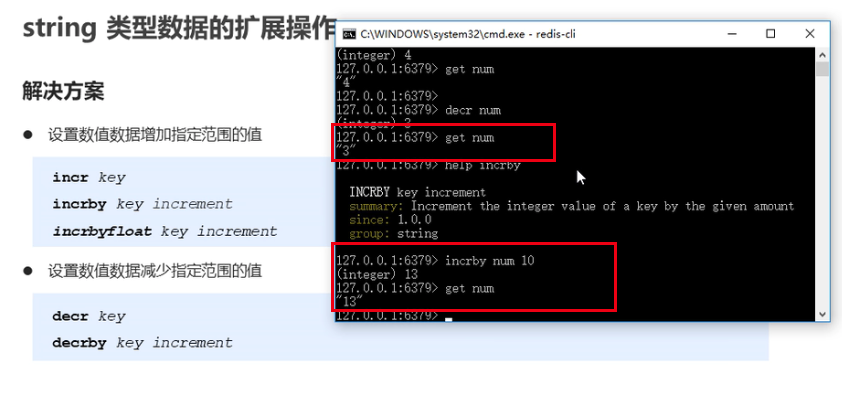 string 类型数据的扩展操作
解决方案
● 设置数值数据增加指定范围的值
incr key
incrby key increment
incrbyfloat key increment
● 设置数值数据减少指定范围的值
decr key
decrby key increment
C:\WINDOWS\system32\cmd.exe - redis-cli
(integer) 4
127.0.0.1:6379> get num
"4"
127.0.0.1:6379>
127.0.0.1:6379> decr num
(integer) 3
127.0.0.1:6379> get num
"3"
127.0.0.1:6379> help incrby
INCRBY key increment
summary: Increment the integer value of a key by the given amount
since: 1.0.0
group: string
127.0.0.1:6379> incrby num 10
(integer) 13
127.0.0.1:6379> get num
"13"
127.0.0.1:6379>